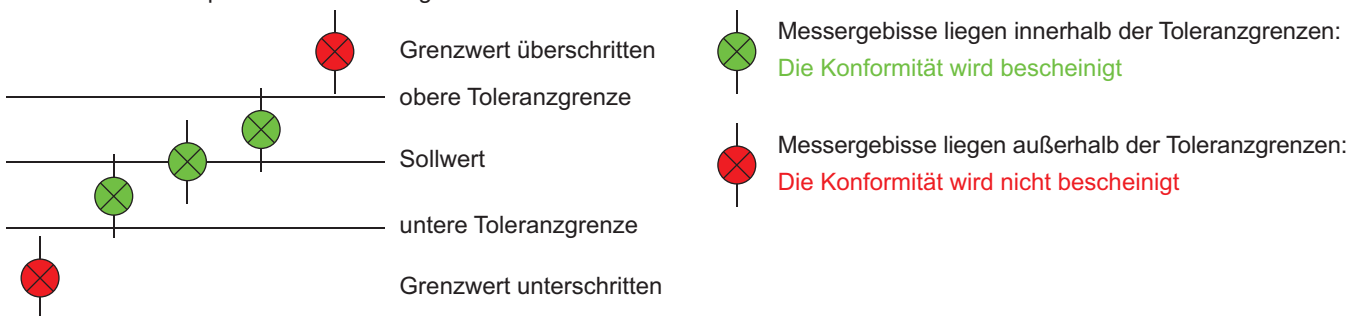 Grenzwert überschritten
obere Toleranzgrenze
Sollwert
untere Toleranzgrenze
Grenzwert unterschritten
Messergebisse liegen innerhalb der Toleranzgrenzen:
Die Konformität wird bescheinigt
Messergebisse liegen außerhalb der Toleranzgrenzen:
Die Konformität wird nicht bescheinigt